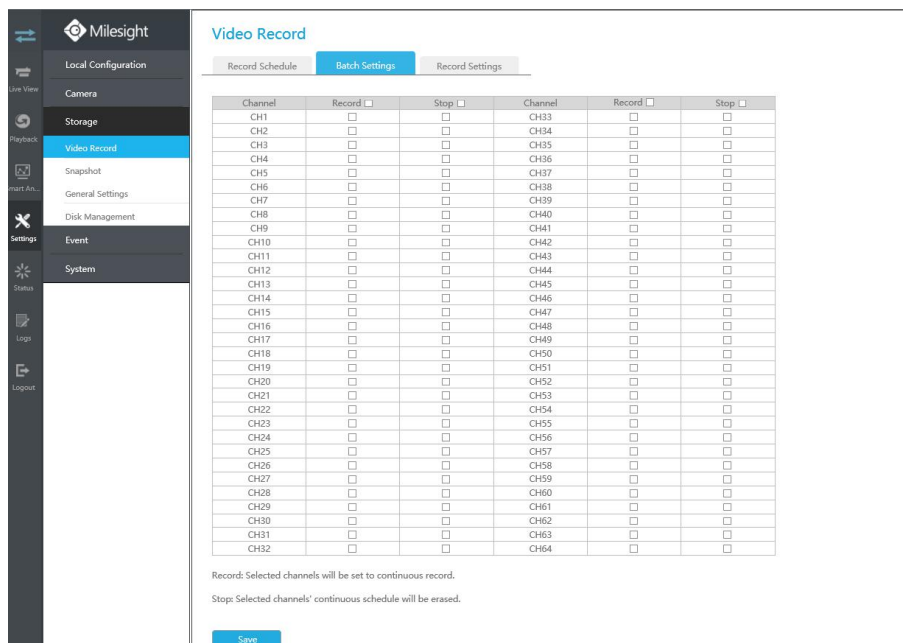 Milesight
Live View
Playback
Settings
Status
Logs
Logout
Local Configuration
Camera
Storage
Video Record
Snapshot
General Settings
Disk Management
Event
System
Video Record
Record Schedule Batch Settings Record Settings
Channel Record Stop Channel Record Stop
CH1 CH33
CH2 CH34
CH3 CH35
CH4 CH36
CH5 CH37
CH6 CH38
CH7 CH39
CH8 CH40
CH9 CH41
CH10 CH42
CH11 CH43
CH12 CH44
CH13 CH45
CH14 CH46
CH15 CH47
CH16 CH48
CH17 CH49
CH18 CH50
CH19 CH51
CH20 CH52
CH21 CH53
CH22 CH54
CH23 CH55
CH24 CH56
CH25 CH57
CH26 CH58
CH27 CH59
CH28 CH60
CH29 CH61
CH30 CH62
CH31 CH63
CH32 CH64
Record: Selected channels will be set to continuous record.
Stop: Selected channels' continuous schedule will be erased.
Save